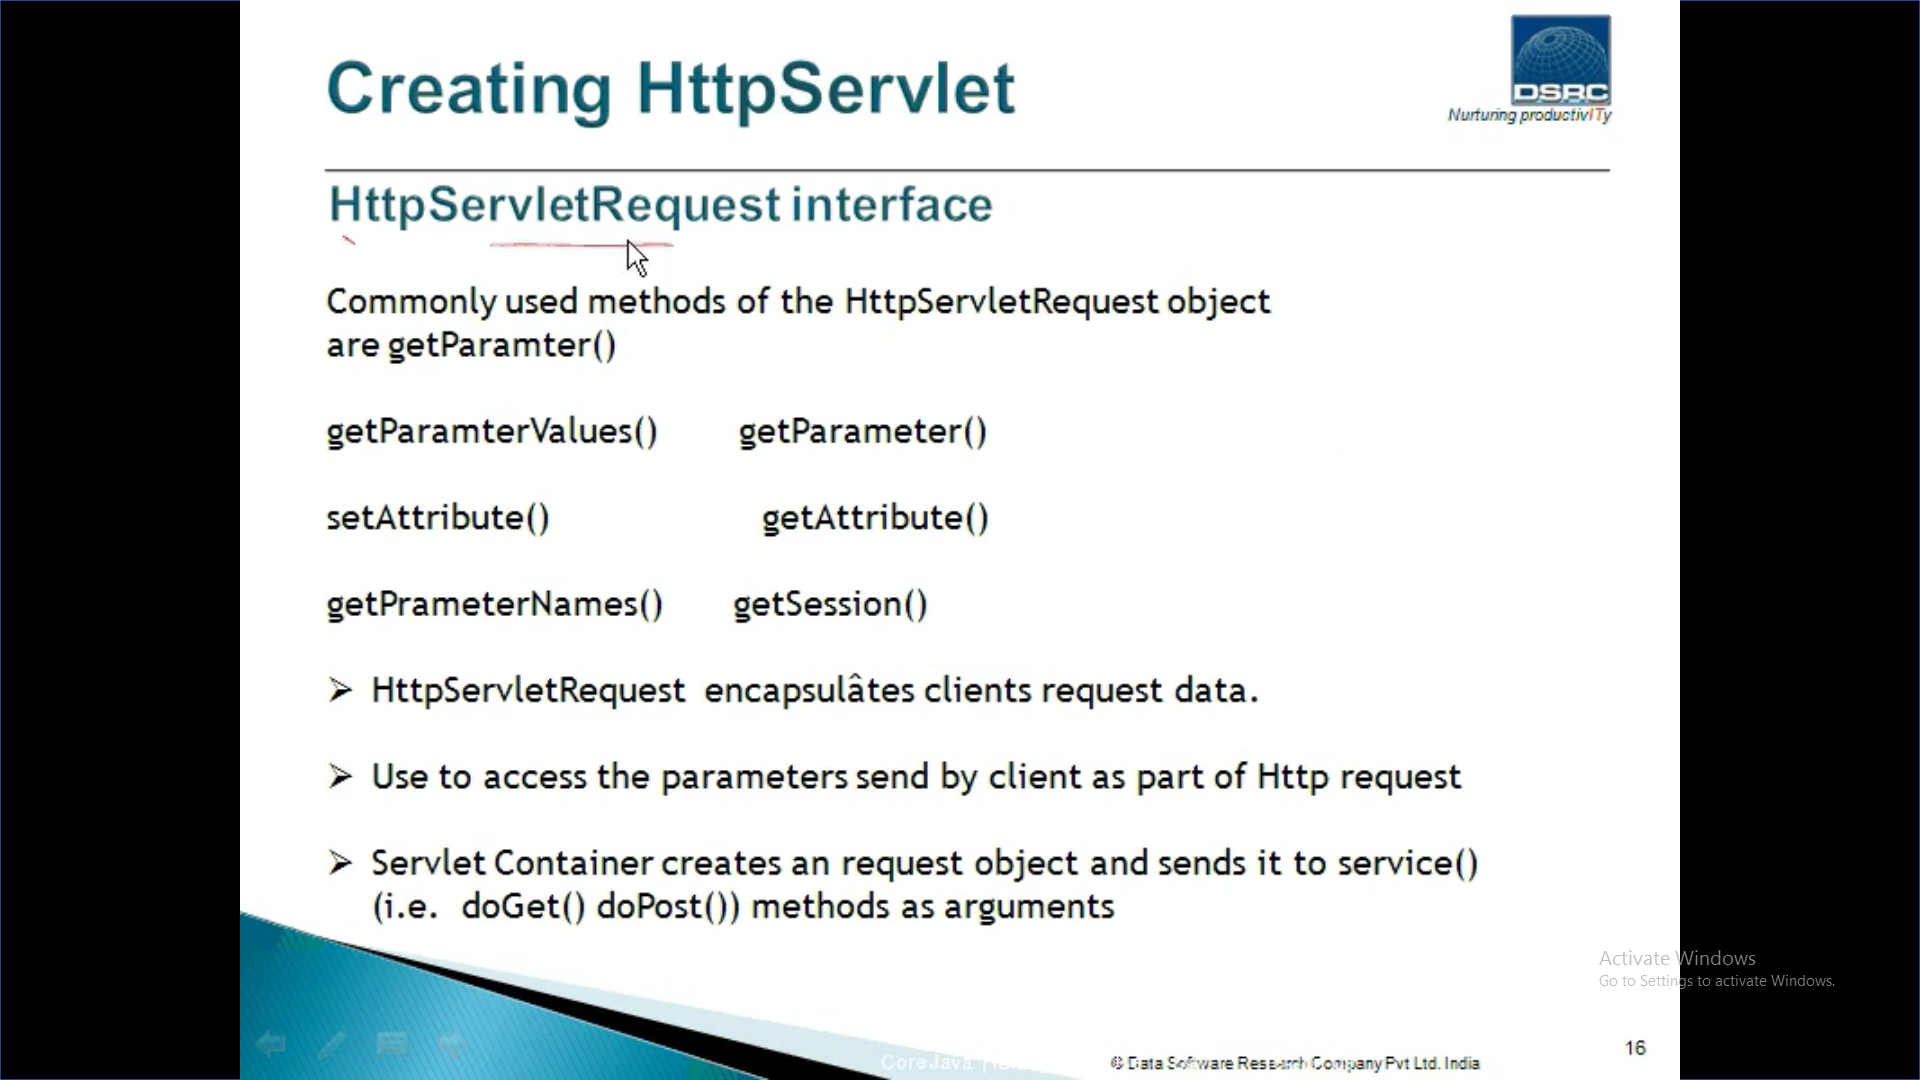 Creating HttpServlet
DSRC
Nurturing productivITy
HttpServletRequest interface
Commonly used methods of the HttpServletRequest object
are getParamter()
getParamterValues() getParameter()
setAttribute() getAttribute()
getPrameterNames() getSession()
➢ HttpServletRequest encapsulâtes clients request data.
➢ Use to access the parameters send by client as part of Http request
➢ Servlet Container creates an request object and sends it to service()
(i.e. doGet() doPost()) methods as arguments
Activate Windows
Go to Settings to activate Windows.
16
Core Java |
© Data Software Research Company Pvt Ltd. India